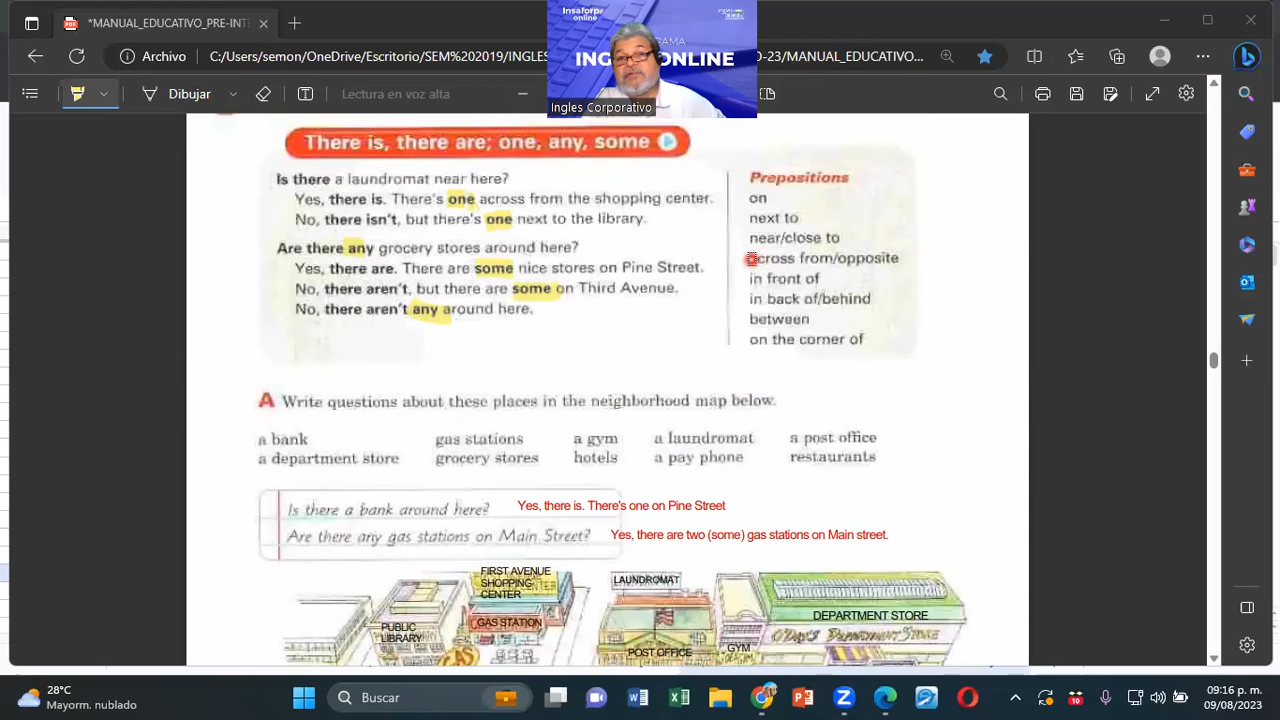 *MANUAL_EDUCATIVO_PRE-INTE
Insaforp
online
INGLES ONLINE
Ingles Corporativo
Archivo
C:/Users/semon/OneDrive/Escritorio/SEM%202019/INGLES
O-23/MANUAL_EDUCATIVO...
Dibujar
Lectura en voz alta
There is, there are; one, any, some
Is there a laundromat near here?
Yes, there is. There's one across from the shopping center.
No, there isn't, but there's one next to the library.
Are there any grocery stores around here?
Yes, there are. There are some nice stores on Pine Street.
No, there aren't, but there are some on Third Avenue.
No, there aren't any around here.
Prepositions
on
next to
near/close to
across from/opposite
in front of
in back of/behind
between
on the corner of
A Write questions about these places in the neighborhood map below.
a bank gas stations a gym a laundromat a post office
a department store grocery stores hotels a pay phone restaurants
Is there a bank around here? Yes, there is. There's one on Pine Street
Are there any gas stations on Main Street? Yes, there are two (some) gas stations on Main street.
FIRST AVENUE
SHOPPING
CENTER
LAUNDROMAT
DEPARTMENT STORE
GAS STATION
PUBLIC
LIBRARY
Department Store
GYM
POST OFFICE
GAS
28°C
Mayorm. nublado
Buscar
10
09:16 p. m.
09/08/2023